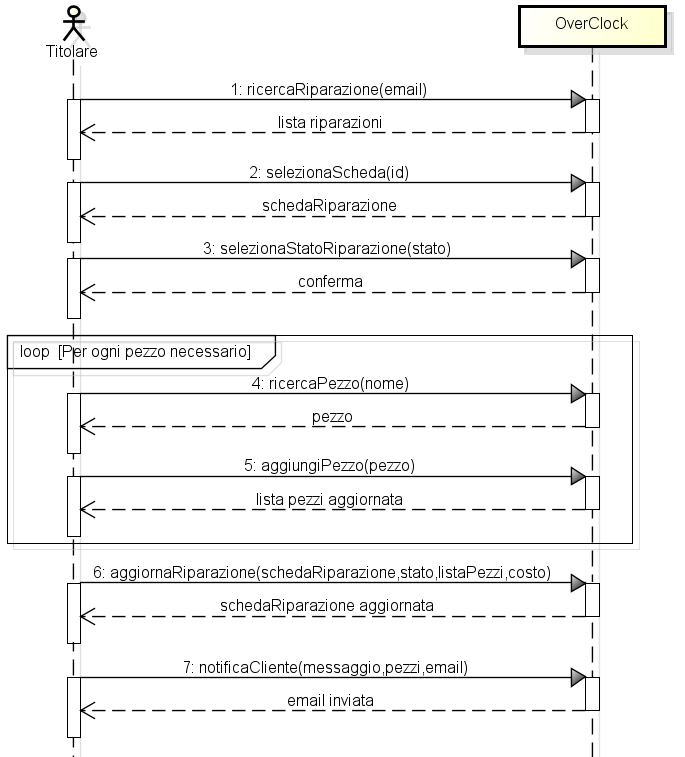 Titolare
OverClock
1: ricercaRiparazione(email)
lista riparazioni
2: selezionaScheda(id)
schedaRiparazione
3: selezionaStatoRiparazione(stato)
conferma
loop [Per ogni pezzo necessario]
4: ricercaPezzo(nome)
pezzo
5: aggiungiPezzo(pezzo)
lista pezzi aggiornata
6: aggiornaRiparazione(schedaRiparazione,stato,listaPezzi,costo)
schedaRiparazione aggiornata
7: notificaCliente(messaggio,pezzi,email)
email inviata